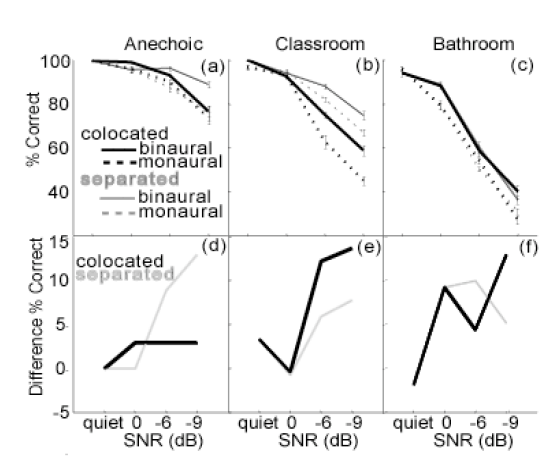 Anechoic Classroom Bathroom
100 (a) (b) (c)
80
% Correct
60
40
colocated
binaural
monaural
separated
binaural
monaural
15 (d) (e) (f)
colocated
separated
10
Difference % Correct
5
0
-5
quiet 0 -6 -9 quiet 0 -6 -9 quiet 0 -6 -9
SNR (dB) SNR (dB) SNR (dB)